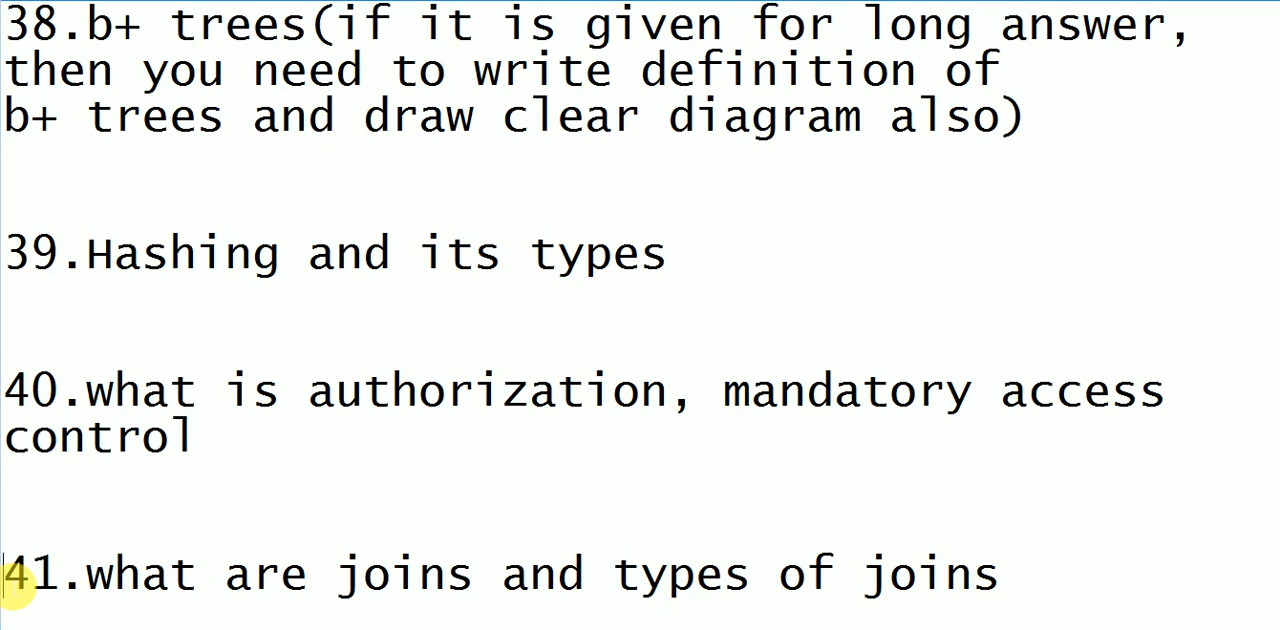 38.b+ trees(if it is given for long answer,
then you need to write definition of
b+ trees and draw clear diagram also)
39.Hashing and its types
40.what is authorization, mandatory access
control
41.what are joins and types of joins